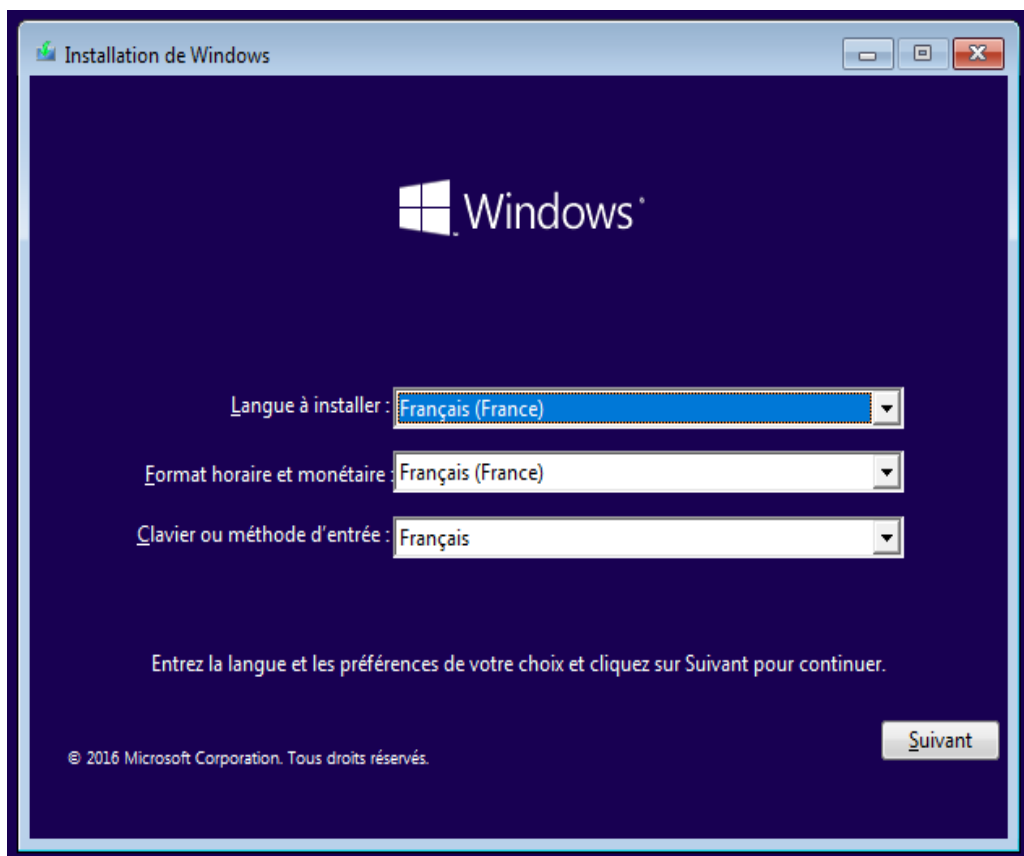 Installation de Windows
Windows
Langue à installer : Français (France)
Format horaire et monétaire : Français (France)
Clavier ou méthode d'entrée : Français
Entrez la langue et les préférences de votre choix et cliquez sur Suivant pour continuer.
Suivant
© 2016 Microsoft Corporation. Tous droits réservés.